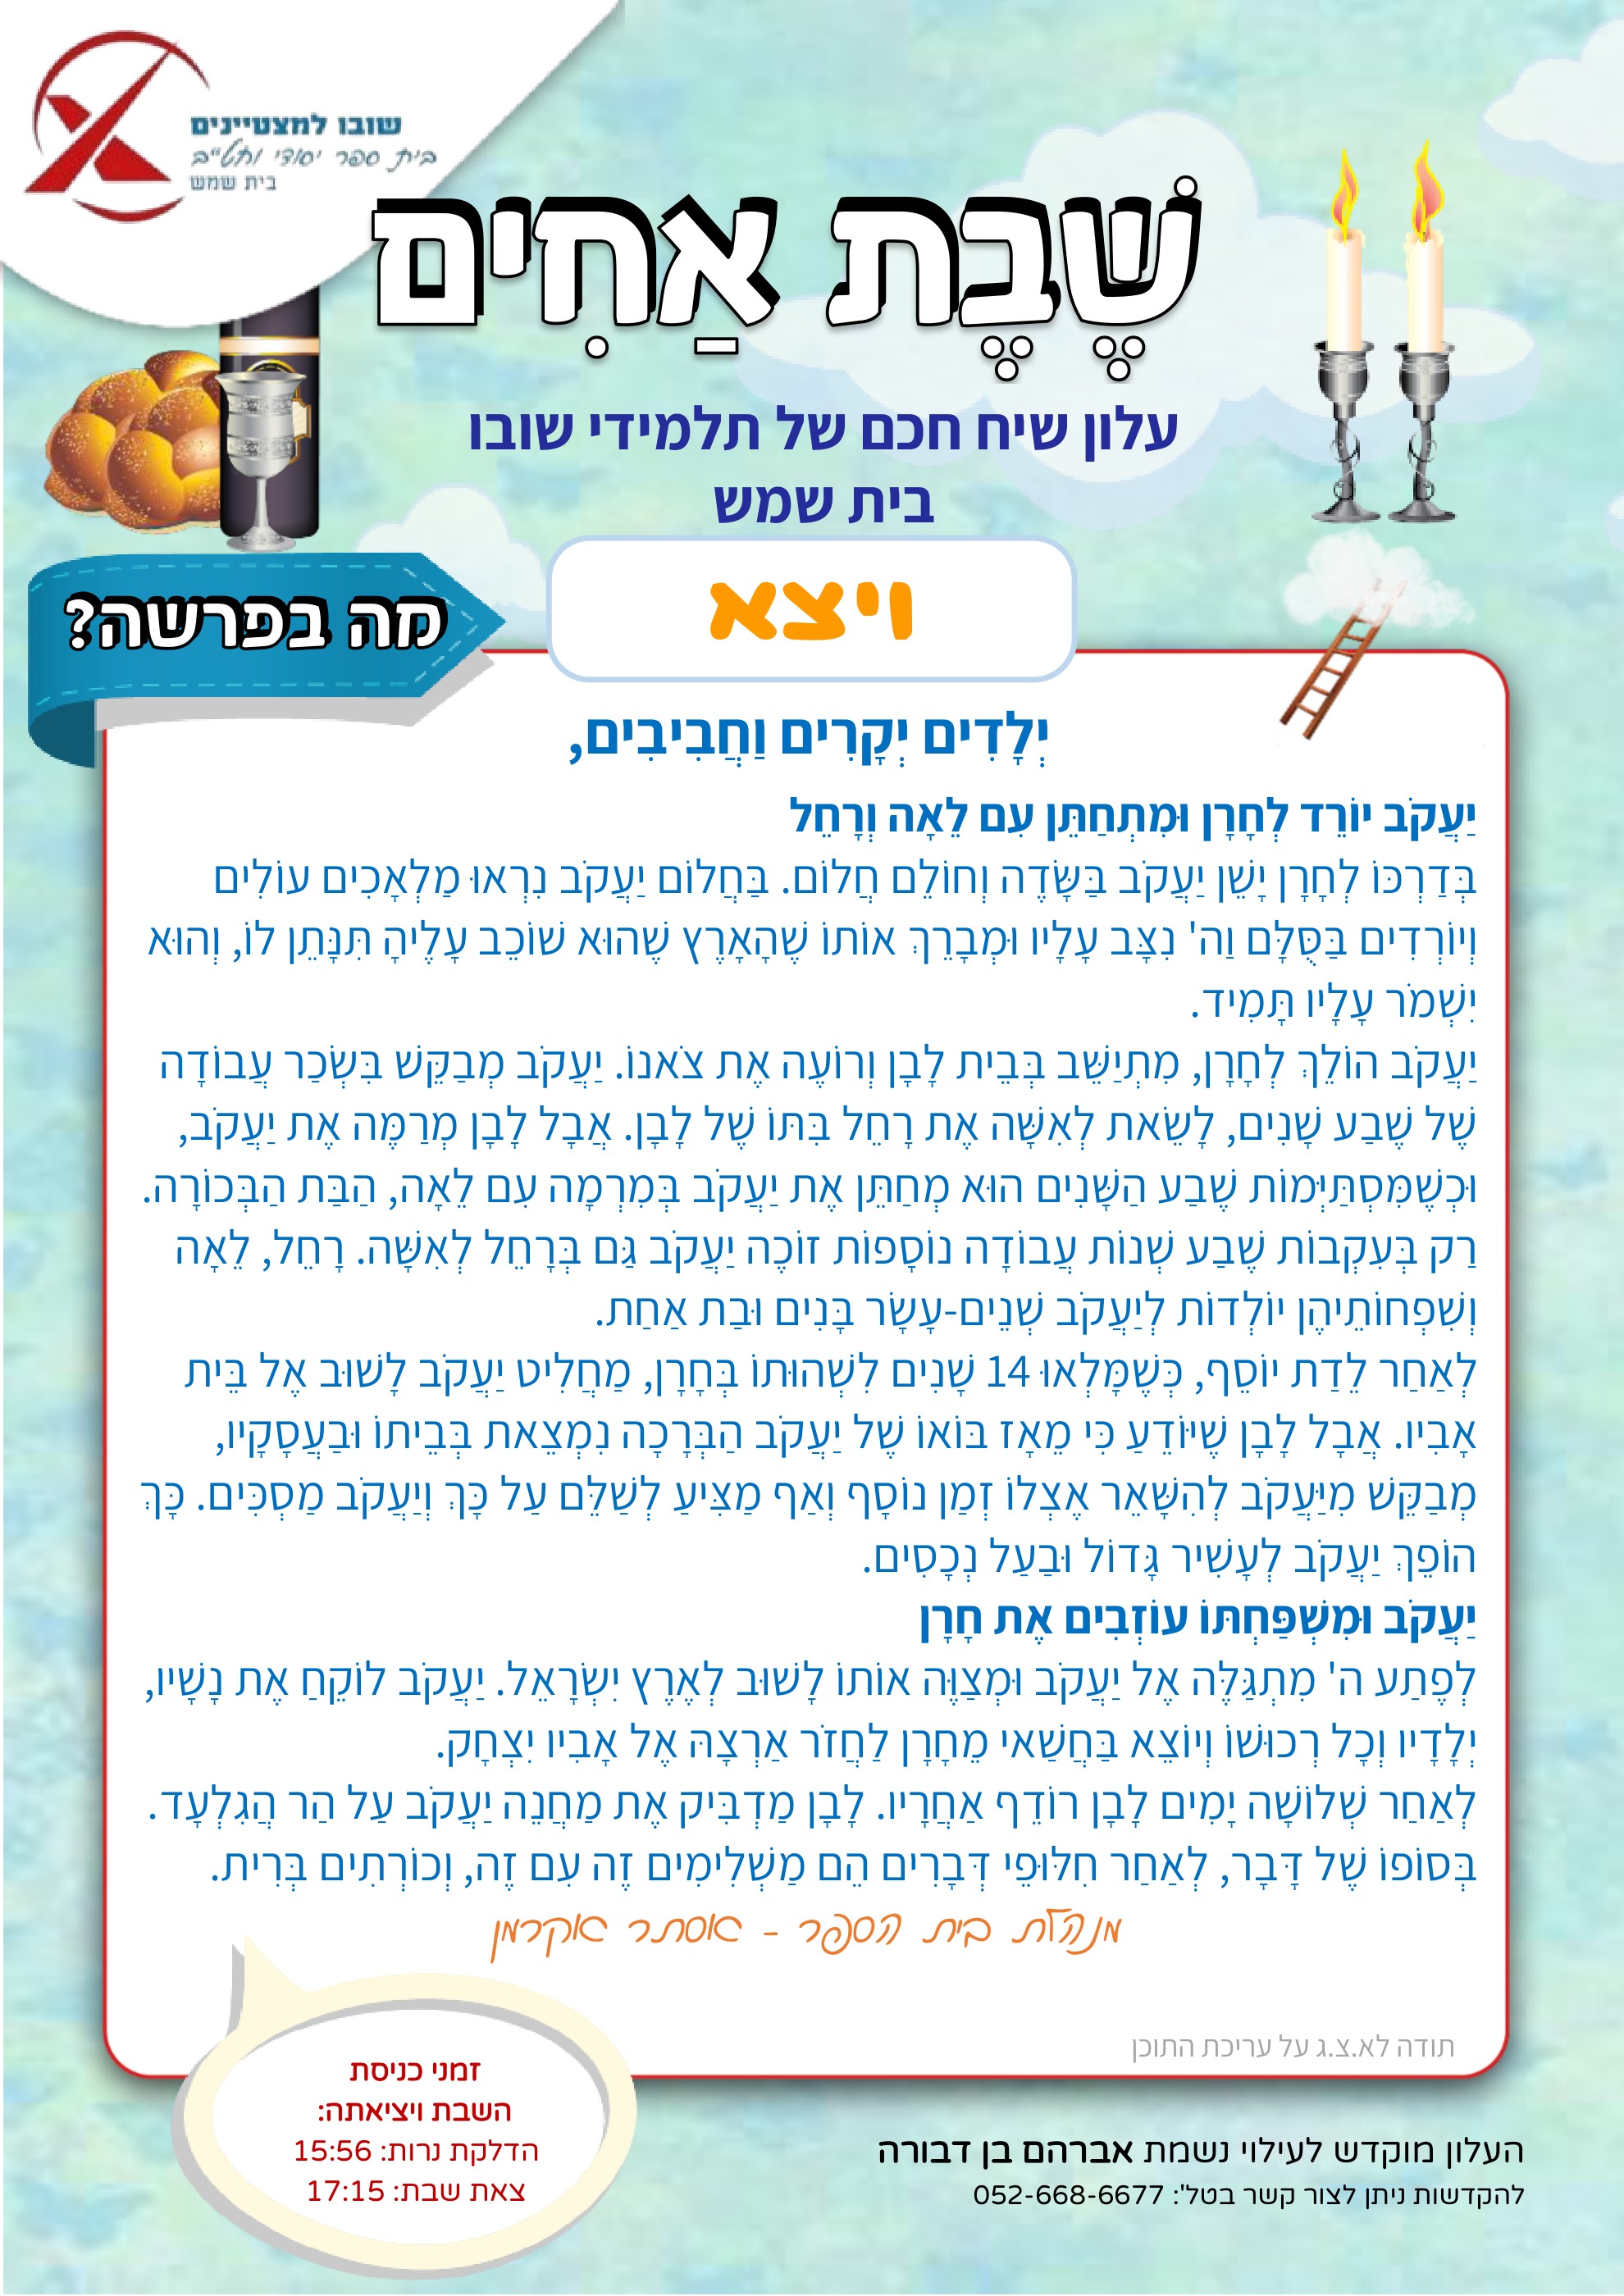 שובו למצטיינים
בית ספר יסודי וחט"ב
בית שמש
שֶׁבֶת אַחִים
עלון שיח חכם של תלמידי שובו
בית שמש
מה בפרשה?
ויצא
יְלָדִים יְקָרִים וַחֲבִיבִים,
יַעֲקֹב יוֹרֵד לְחָרָן וּמִתְחַתֵּן עִם לֵאָה וְרָחֵל
בְּדַרְכּוֹ לְחָרָן יָשֵׁן יַעֲקֹב בַּשָּׂדֶה וְחוֹלֵם חֲלוֹם. בַּחֲלוֹם יַעֲקֹב נִרְאוּ מַלְאָכִים עוֹלִים
וְיוֹרְדִים בַּסֻּלָּם וַה' נִצָּב עָלָיו וּמְבָרֵךְ אוֹתוֹ שֶׁהָאָרֶץ שֶׁהוּא שׁוֹכֵב עָלֶיהָ תִּנָּתֵן לוֹ, וְהוּא
יִשְׁמֹר עָלָיו תָּמִיד.
יַעֲקֹב הוֹלֵךְ לְחָרָן, מִתְיַשֵּׁב בְּבֵית לָבָן וְרוֹעֶה אֶת צֹאנוֹ. יַעֲקֹב מְבַקֵּשׁ בִּשְׂכַר עֲבוֹדָה
שֶׁל שֶׁבַע שָׁנִים, לָשֵׂאת לְאִשָּׁה אֶת רָחֵל בִּתּוֹ שֶׁל לָבָן. אֲבָל לָבָן מְרַמֶּה אֶת יַעֲקֹב,
וּכְשֶׁמִּסְתַּיְּמוֹת שֶׁבַע הַשָּׁנִים הוּא מְחַתֵּן אֶת יַעֲקֹב בְּמִרְמָה עִם לֵאָה, הַבַּת הַבְּכוֹרָה.
רַק בְּעִקְבוֹת שֶׁבַע שְׁנוֹת עֲבוֹדָה נוֹסָפוֹת זוֹכֶה יַעֲקֹב גַּם בְּרָחֵל לְאִשָּׁה. רָחֵל, לֵאָה
וְשִׁפְחוֹתֵיהֶן יוֹלְדוֹת לְיַעֲקֹב שְׁנֵים-עָשָׂר בָּנִים וּבַת אַחַת.
לְאַחַר לֵדַת יוֹסֵף, כְּשֶׁמָּלְאוּ 14 שָׁנִים לִשְׁהוּתוֹ בְּחָרָן, מַחֲלִיט יַעֲקֹב לָשׁוּב אֶל בֵּית
אָבִיו. אֲבָל לָבָן שֶׁיּוֹדֵעַ כִּי מֵאָז בּוֹאוֹ שֶׁל יַעֲקֹב הַבְּרָכָה נִמְצֵאת בְּבֵיתוֹ וּבַעֲסָקָיו,
מְבַקֵּשׁ מִיַּעֲקֹב לְהִשָּׁאֵר אֶצְלוֹ זְמַן נוֹסָף וְאַף מַצִּיעַ לְשַׁלֵּם עַל כָּךְ וְיַעֲקֹב מַסְכִּים. כָּךְ
הוֹפֵךְ יַעֲקֹב לְעָשִׁיר גָּדוֹל וּבַעַל נְכָסִים.
יַעֲקֹב וּמִשְׁפַּחְתּוֹ עוֹזְבִים אֶת חָרָן
לְפֶתַע ה' מִתְגַּלֶּה אֶל יַעֲקֹב וּמְצַוֶּה אוֹתוֹ לָשׁוּב לְאֶרֶץ יִשְׂרָאֵל. יַעֲקֹב לוֹקֵחַ אֶת נָשָׁיו,
יְלָדָיו וְכָל רְכוּשׁוֹ וְיוֹצֵא בַּחֲשַׁאי מֵחָרָן לַחֲזֹר אַרְצָהּ אֶל אָבִיו יִצְחָק.
לְאַחַר שְׁלוֹשָׁה יָמִים לָבָן רוֹדֵף אַחֲרָיו. לָבָן מַדְבִּיק אֶת מַחֲנֵה יַעֲקֹב עַל הַר הֲגִלְעָד.
בְּסוֹפוֹ שֶׁל דָּבָר, לְאַחַר חִלּוּפֵי דְּבָרִים הֵם מַשְׁלִימִים זֶה עִם זֶה, וְכוֹרְתִים בְּרִית.
מנהלת בית הספר - אסתר אקרמן
תודה לא.צ.ג על עריכת התוכן
זמני כניסת
השבת ויציאתה:
הדלקת נרות: 15:56
צאת שבת: 17:15
העלון מוקדש לעילוי נשמת אברהם בן דבורה
להקדשות ניתן לצור קשר בטל': 052-668-6677